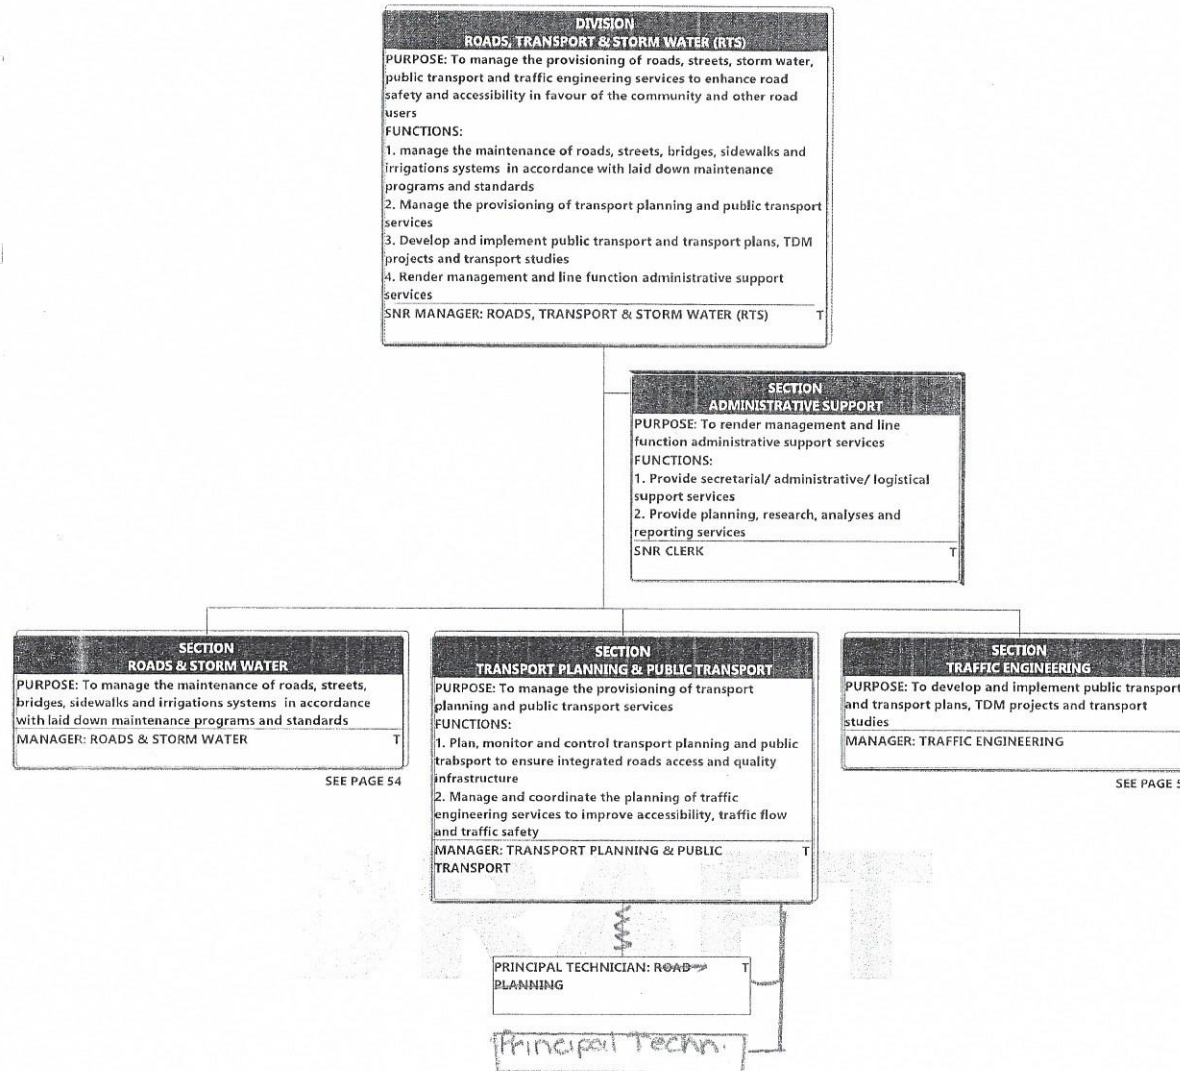 DIVISION
ROADS, TRANSPORT & STORM WATER (RTS)
PURPOSE: To manage the provisioning of roads, streets, storm water,
public transport and traffic engineering services to enhance road
safety and accessibility in favour of the community and other road
users
FUNCTIONS:
1. manage the maintenance of roads, streets, bridges, sidewalks and
irrigations systems in accordance with laid down maintenance
programs and standards
2. Manage the provisioning of transport planning and public transport
services
3. Develop and implement public transport and transport plans, TDM
projects and transport studies
4. Render management and line function administrative support
services
SNR MANAGER: ROADS, TRANSPORT & STORM WATER (RTS) T
SECTION
ADMINISTRATIVE SUPPORT
PURPOSE: To render management and line
function administrative support services
FUNCTIONS:
1. Provide secretarial/ administrative/ logistical
support services
2. Provide planning, research, analyses and
reporting services
SNR CLERK T
SECTION
ROADS & STORM WATER
PURPOSE: To manage the maintenance of roads, streets,
bridges, sidewalks and irrigations systems in accordance
with laid down maintenance programs and standards
MANAGER: ROADS & STORM WATER T
SEE PAGE 54
SECTION
TRANSPORT PLANNING & PUBLIC TRANSPORT
PURPOSE: To manage the provisioning of transport
planning and public transport services
FUNCTIONS:
1. Plan, monitor and control transport planning and public
trabsport to ensure integrated roads access and quality
infrastructure
2. Manage and coordinate the planning of traffic
engineering services to improve accessibility, traffic flow
and traffic safety
MANAGER: TRANSPORT PLANNING & PUBLIC T
TRANSPORT
SECTION
TRAFFIC ENGINEERING
PURPOSE: To develop and implement public transport
and transport plans, TDM projects and transport
studies
MANAGER: TRAFFIC ENGINEERING
SEE PAGE 5
DRAFT
PRINCIPAL TECHNICIAN: ROAD T
PLANNING
Principal Techn.